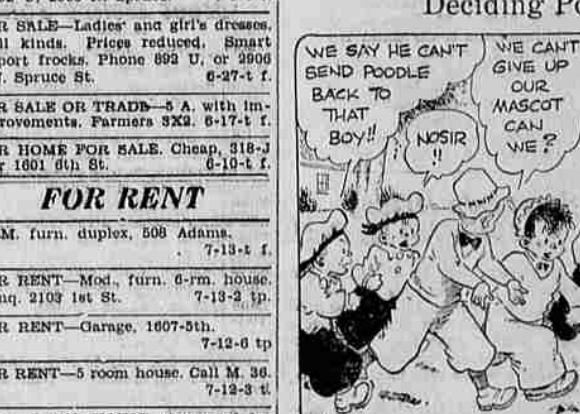 R SALE—Ladies' and girl's dresses.
ll kinds. Prices reduced. Smart
port frocks. Phone 892 U. or 2906
. Spruce St. 6-27-t f.
R SALE OR TRADE—5 A. with im-
rovements. Farmers 3X2. 6-17-t f.
R HOME FOR SALE. Cheap, 318-J
r 1601 6th St. 6-10-t f.
FOR RENT
M. furn. duplex, 508 Adams.
7-13-t f.
R RENT—Mod., furn. 6-rm. house.
nq. 2103 1st St. 7-13-2 tp.
R RENT—Garage, 1607-5th.
7-12-6 tp
R RENT—5 room house. Call M. 36.
7-12-3 t.
Deciding Po
WE SAY HE CAN'T
SEND POODLE
BACK TO
THAT
BOY!!
NOSIR
!!
WE CAN'T
GIVE UP
OUR
MASCOT
CAN
WE?